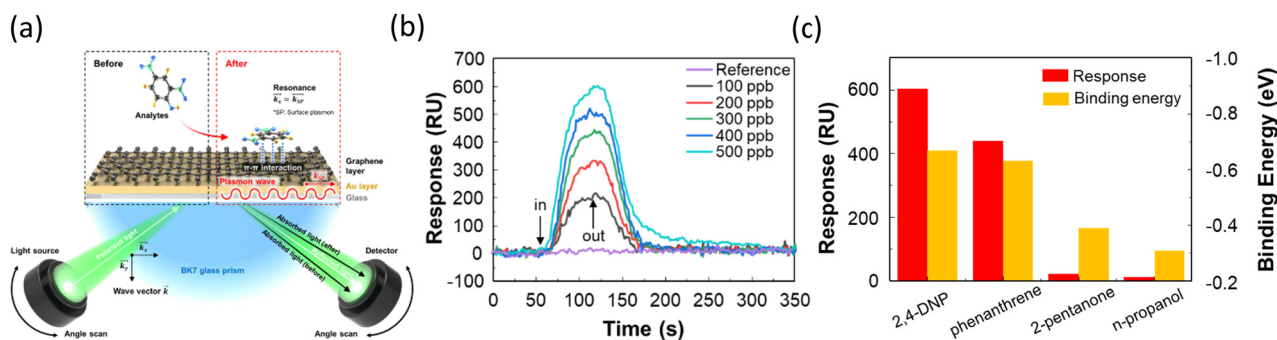 (a)
Before
After
Analytes
Resonance
k_x = k_SP
*SP; Surface plasmon
π-π interaction
Graphene
layer
Plasmon wave
Au layer
Glass
Light source
Polarized light
k_x
k_y
Wave vector k
BK7 glass prism
Absorbed light (after)
Absorbed light (before)
Detector
Angle scan
Angle scan
(b)
Response (RU)
700
600
500
400
300
200
100
0
-100
Reference
100 ppb
200 ppb
300 ppb
400 ppb
500 ppb
in
out
0
50
100
150
200
250
300
350
Time (s)
(c)
Response (RU)
600
400
200
0
Response
Binding energy
-1.0
-0.8
-0.6
-0.4
-0.2
Binding Energy (eV)
2,4-DNP
phenanthrene
2-pentanone
n-propanol